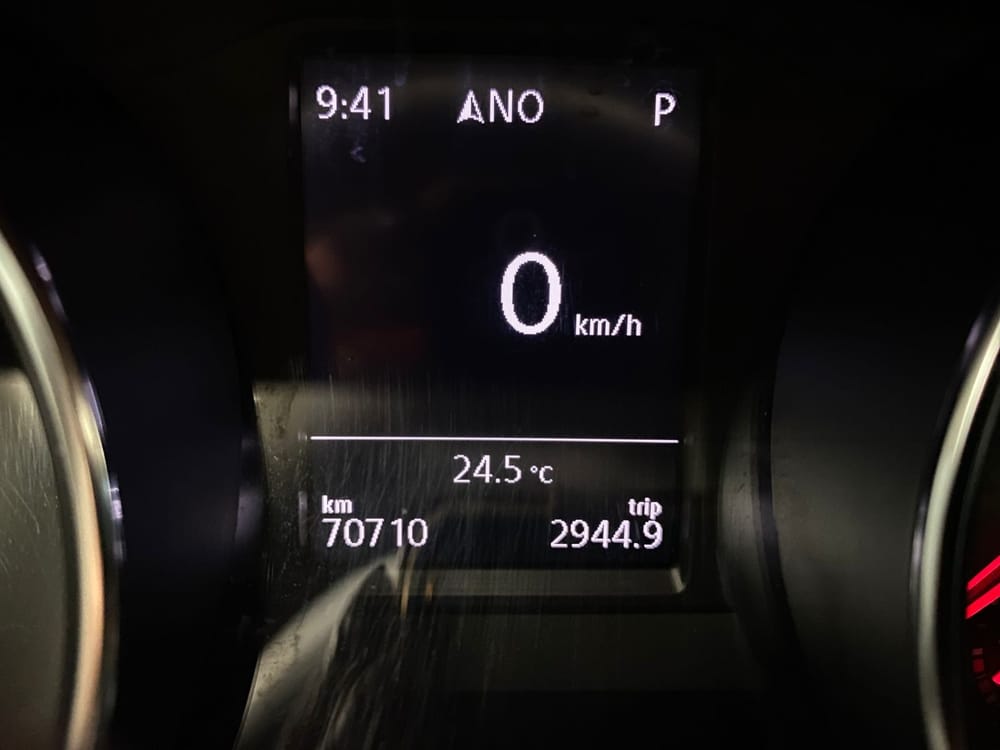 9:41 ANO P
0 km/h
24.5 °C
km trip
70710 2944.9